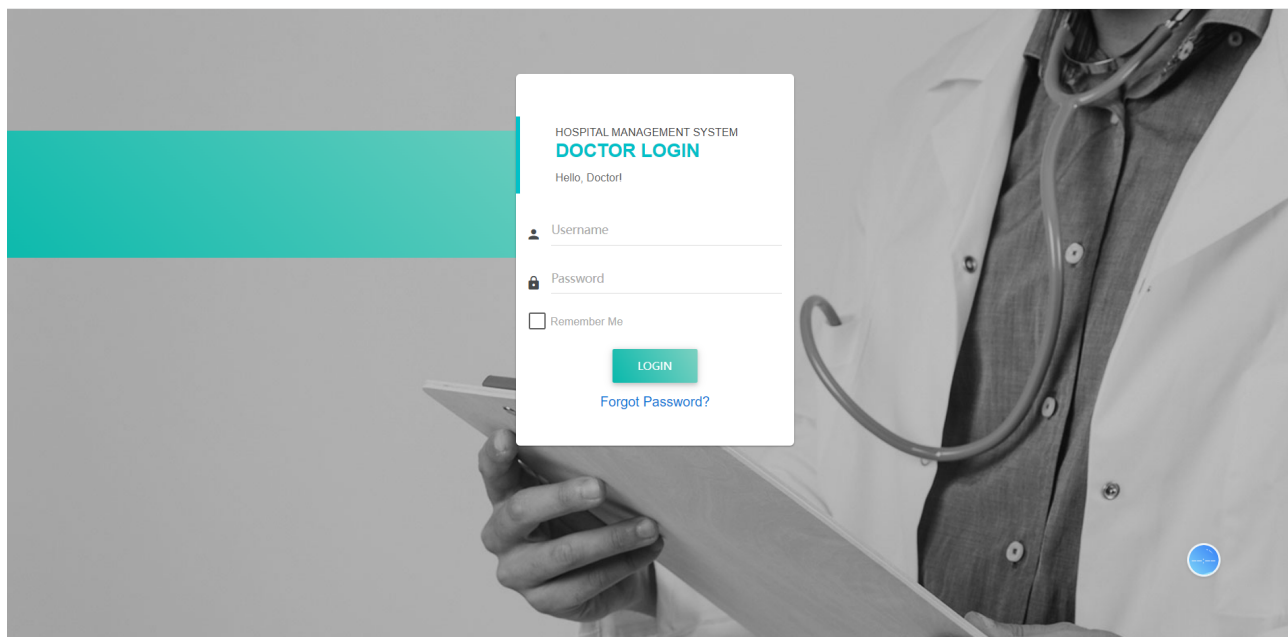 HOSPITAL MANAGEMENT SYSTEM
DOCTOR LOGIN
Hello, Doctor!
Username
Password
Remember Me
LOGIN
Forgot Password?